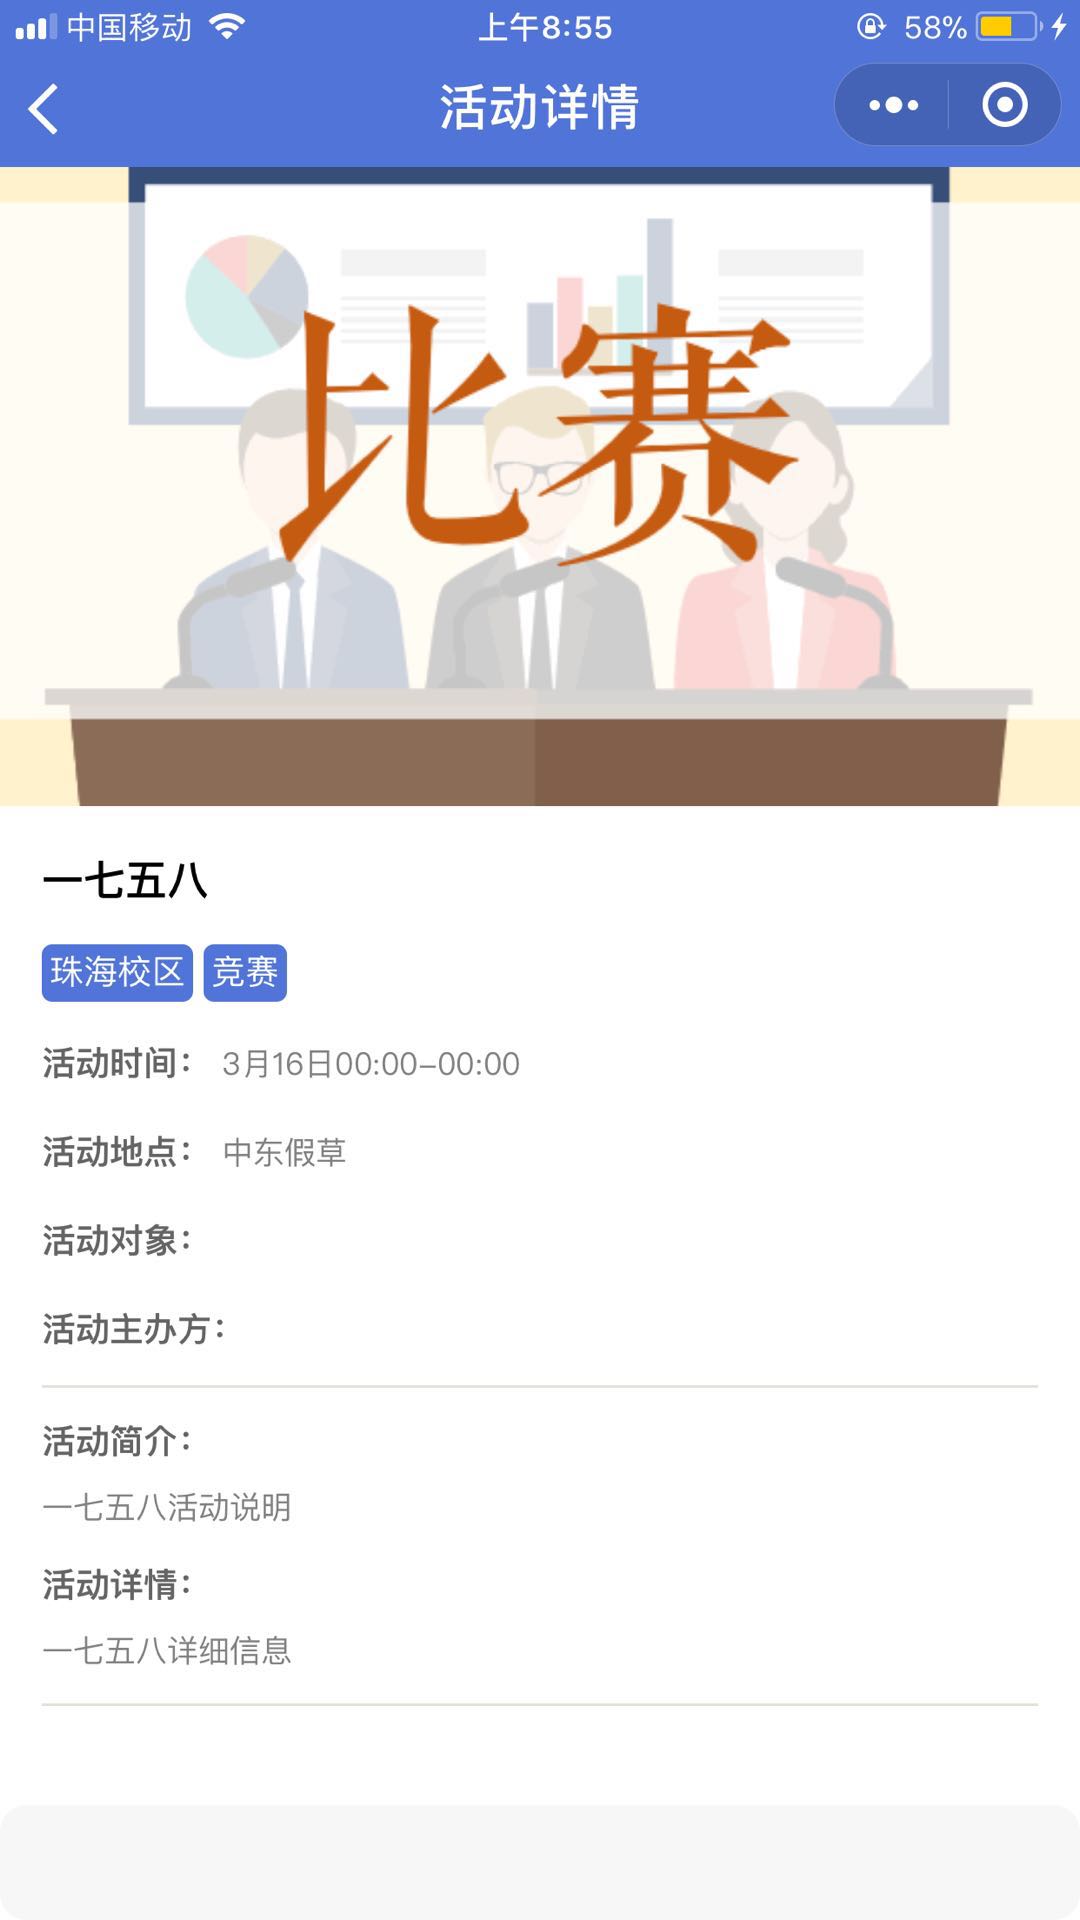 中国移动 上午8:55 58%
活动详情
比赛
一七五八
珠海校区 竞赛
活动时间： 3月16日00:00-00:00
活动地点： 中东假草
活动对象：
活动主办方：
活动简介：
一七五八活动说明
活动详情：
一七五八详细信息